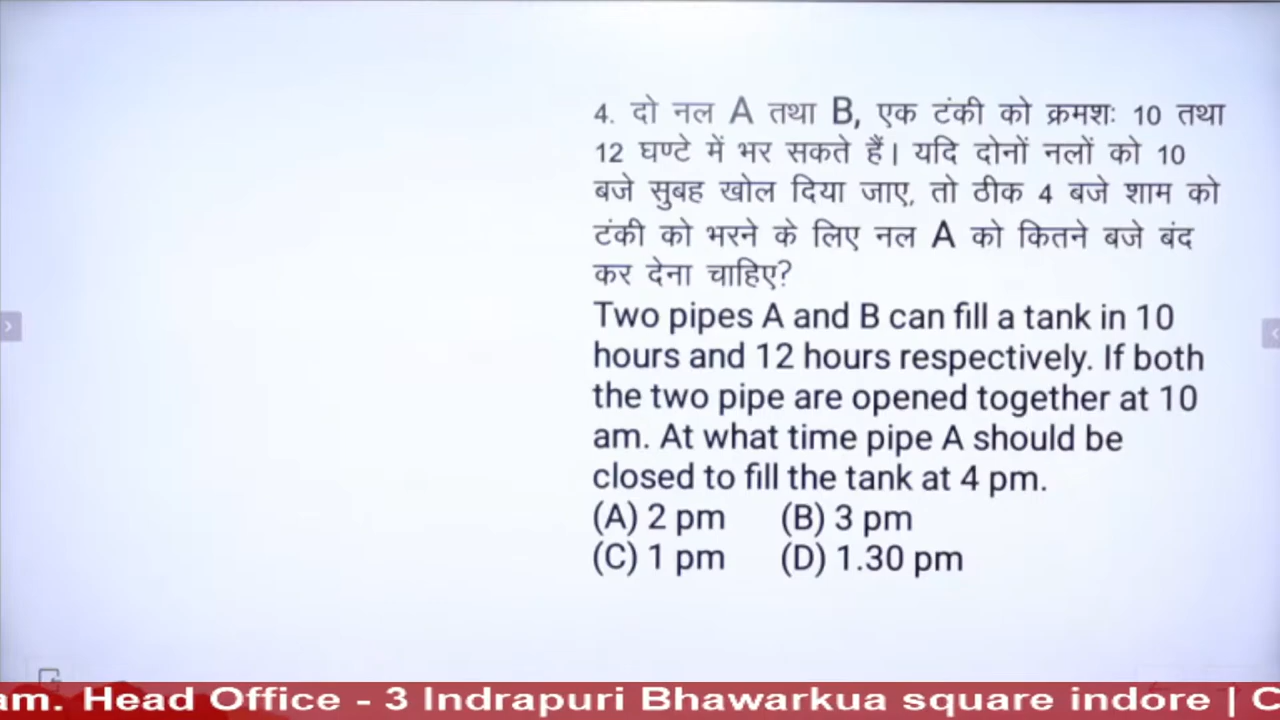 4. दो नल A तथा B, एक टंकी को क्रमशः 10 तथा
12 घण्टे में भर सकते हैं। यदि दोनों नलों को 10
बजे सुबह खोल दिया जाए, तो ठीक 4 बजे शाम को
टंकी को भरने के लिए नल A को कितने बजे बंद
कर देना चाहिए?
Two pipes A and B can fill a tank in 10
hours and 12 hours respectively. If both
the two pipe are opened together at 10
am. At what time pipe A should be
closed to fill the tank at 4 pm.
(A) 2 pm (B) 3 pm
(C) 1 pm (D) 1.30 pm
am. Head Office - 3 Indrapuri Bhawarkua square indore | C